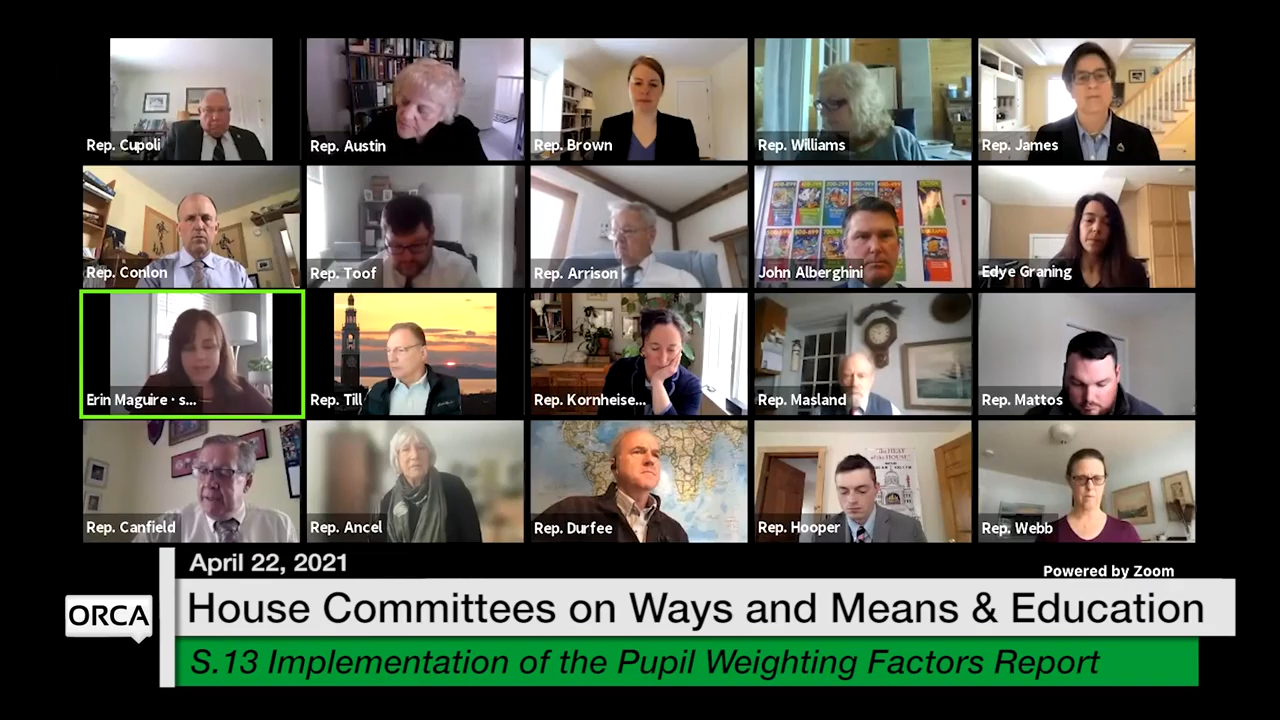 Rep. Cupoli
Rep. Austin
Rep. Brown
Rep. Williams
Rep. James
Rep. Conlon
Rep. Toof
Rep. Arrison
John Alberghini
Edye Graning
Erin Maguire · s...
Rep. Till
Rep. Kornheise...
Rep. Masland
Rep. Mattos
Rep. Canfield
Rep. Ancel
Rep. Durfee
Rep. Hooper
Rep. Webb
April 22, 2021
Powered by Zoom
ORCA
House Committees on Ways and Means & Education
S.13 Implementation of the Pupil Weighting Factors Report